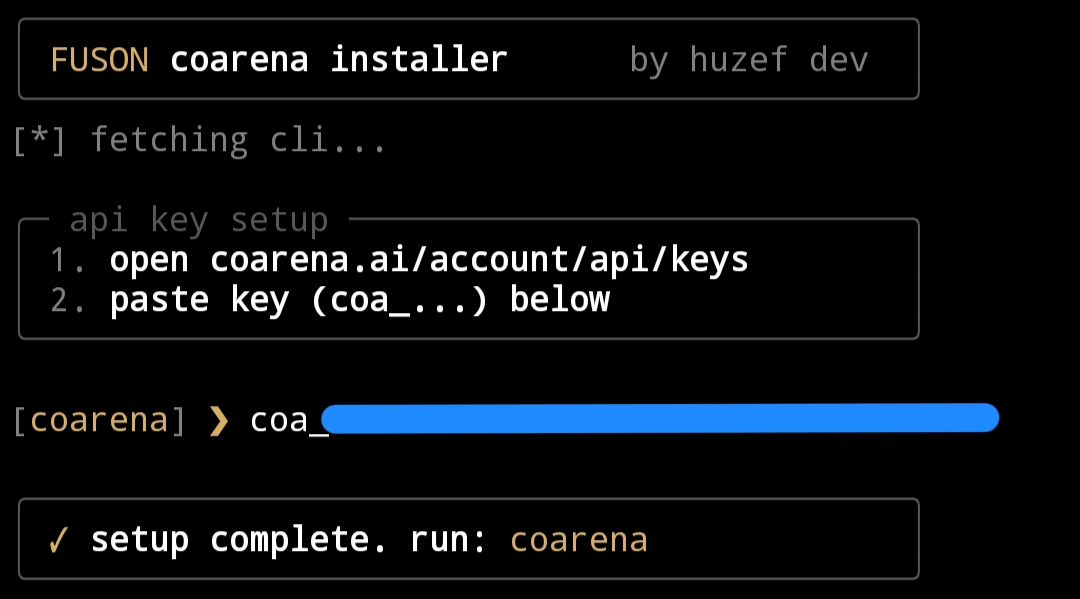 FUSON coarena installer by huzef dev
[*] fetching cli...
api key setup
1. open coarena.ai/account/api/keys
2. paste key (coa_...) below
[coarena] ❯ coa_
✓ setup complete. run: coarena